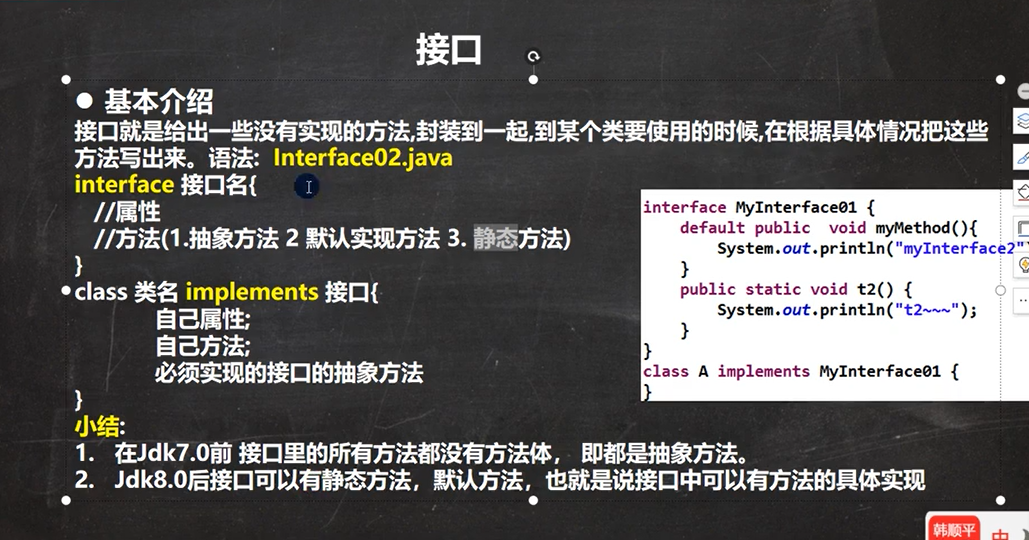 接口
● 基本介绍
接口就是给出一些没有实现的方法,封装到一起,到某个类要使用的时候,在根据具体情况把这些
方法写出来。语法: Interface02.java
interface 接口名{
//属性
//方法(1.抽象方法 2 默认实现方法 3. 静态方法)
}
class 类名 implements 接口{
自己属性;
自己方法;
必须实现的接口的抽象方法
}
小结:
1. 在Jdk7.0前 接口里的所有方法都没有方法体， 即都是抽象方法。
2. Jdk8.0后接口可以有静态方法，默认方法，也就是说接口中可以有方法的具体实现
interface MyInterface01 {
default public  void myMethod(){
System.out.println("myInterface2")
}
public static void t2() {
System.out.println("t2~~~");
}
}
class A implements MyInterface01 {
}
韩顺平
中